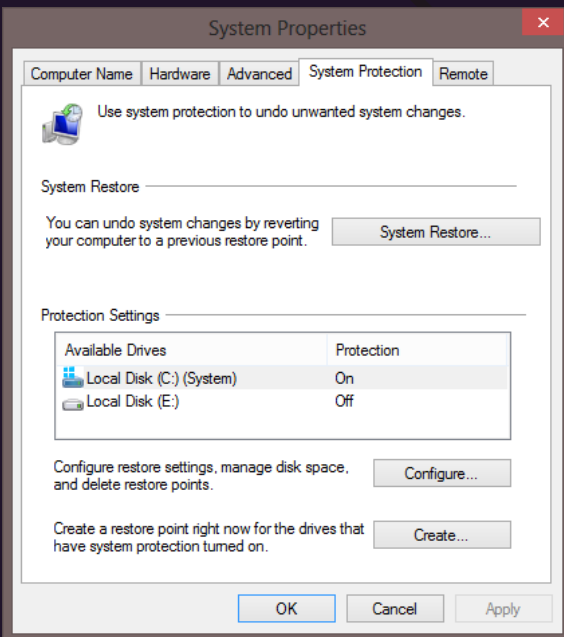 System Properties
Computer Name Hardware Advanced System Protection Remote
Use system protection to undo unwanted system changes.
System Restore
You can undo system changes by reverting
your computer to a previous restore point.
System Restore...
Protection Settings
Available Drives Protection
Local Disk (C:) (System) On
Local Disk (E:) Off
Configure restore settings, manage disk space,
and delete restore points.
Configure...
Create a restore point right now for the drives that
have system protection turned on.
Create...
OK Cancel Apply